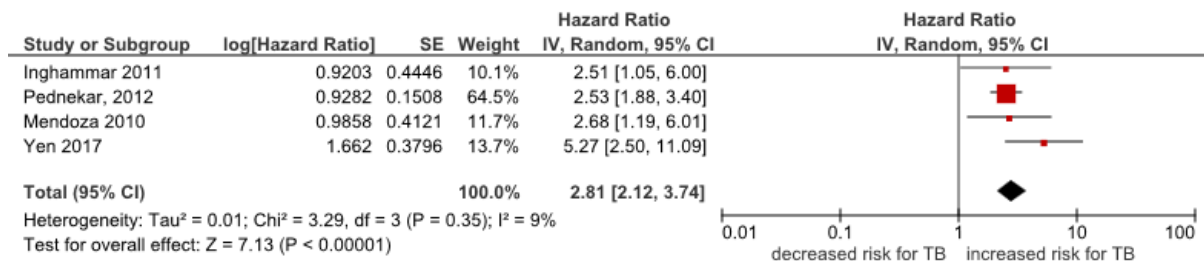 Hazard Ratio Hazard Ratio
Study or Subgroup log[Hazard Ratio] SE Weight IV, Random, 95% CI IV, Random, 95% CI
Inghammar 2011 0.9203 0.4446 10.1% 2.51 [1.05, 6.00]
Pednekar, 2012 0.9282 0.1508 64.5% 2.53 [1.88, 3.40]
Mendoza 2010 0.9858 0.4121 11.7% 2.68 [1.19, 6.01]
Yen 2017 1.662 0.3796 13.7% 5.27 [2.50, 11.09]
Total (95% CI) 100.0% 2.81 [2.12, 3.74]
Heterogeneity: Tau² = 0.01; Chi² = 3.29, df = 3 (P = 0.35); I² = 9%
Test for overall effect: Z = 7.13 (P < 0.00001)
0.01 0.1 1 10 100
decreased risk for TB increased risk for TB